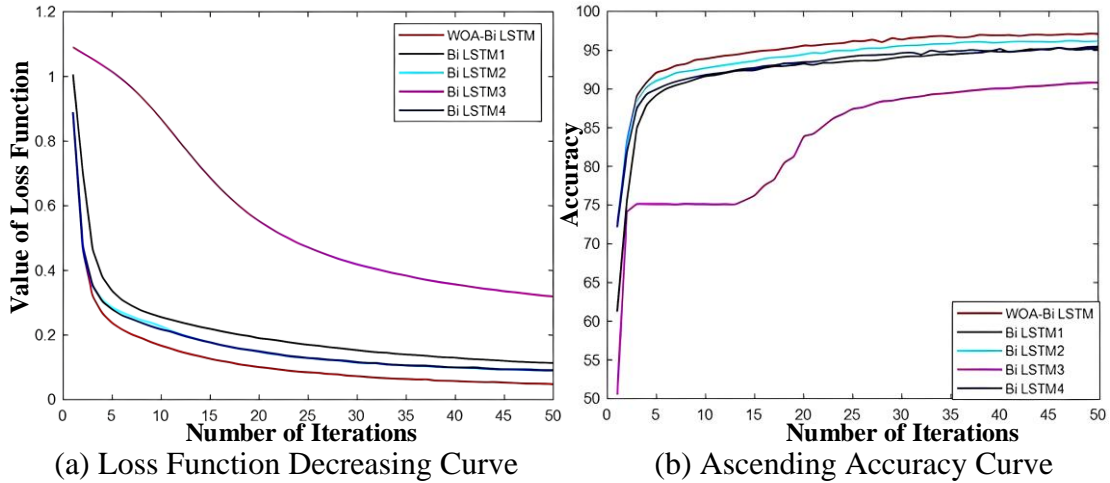 WOA-Bi LSTM
Bi LSTM1
Bi LSTM2
Bi LSTM3
Bi LSTM4
1.2
1
0.8
0.6
0.4
0.2
0
Value of Loss Function
0 5 10 15 20 25 30 35 40 45 50
Number of Iterations
(a) Loss Function Decreasing Curve
100
95
90
85
80
75
70
65
60
55
50
Accuracy
WOA-Bi LSTM
Bi LSTM1
Bi LSTM2
Bi LSTM3
Bi LSTM4
0 5 10 15 20 25 30 35 40 45 50
Number of Iterations
(b) Ascending Accuracy Curve